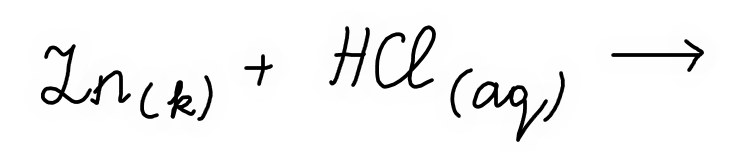 Zn(k) + HCl(aq) →